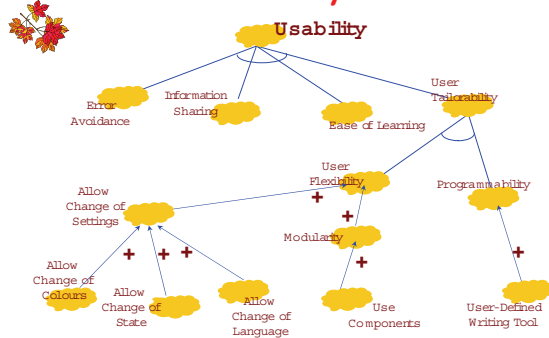 Usability
Error
Avoidance
Information
Sharing
Ease of Learning
User
Tailorability
User
Flexibility
Programmability
Allow
Change of
Settings
+
+
Modularity
+
+
+
+
+
Allow
Change of
Colours
Allow
Change of
State
Allow
Change of
Language
Use
Components
User-Defined
Writing Tool